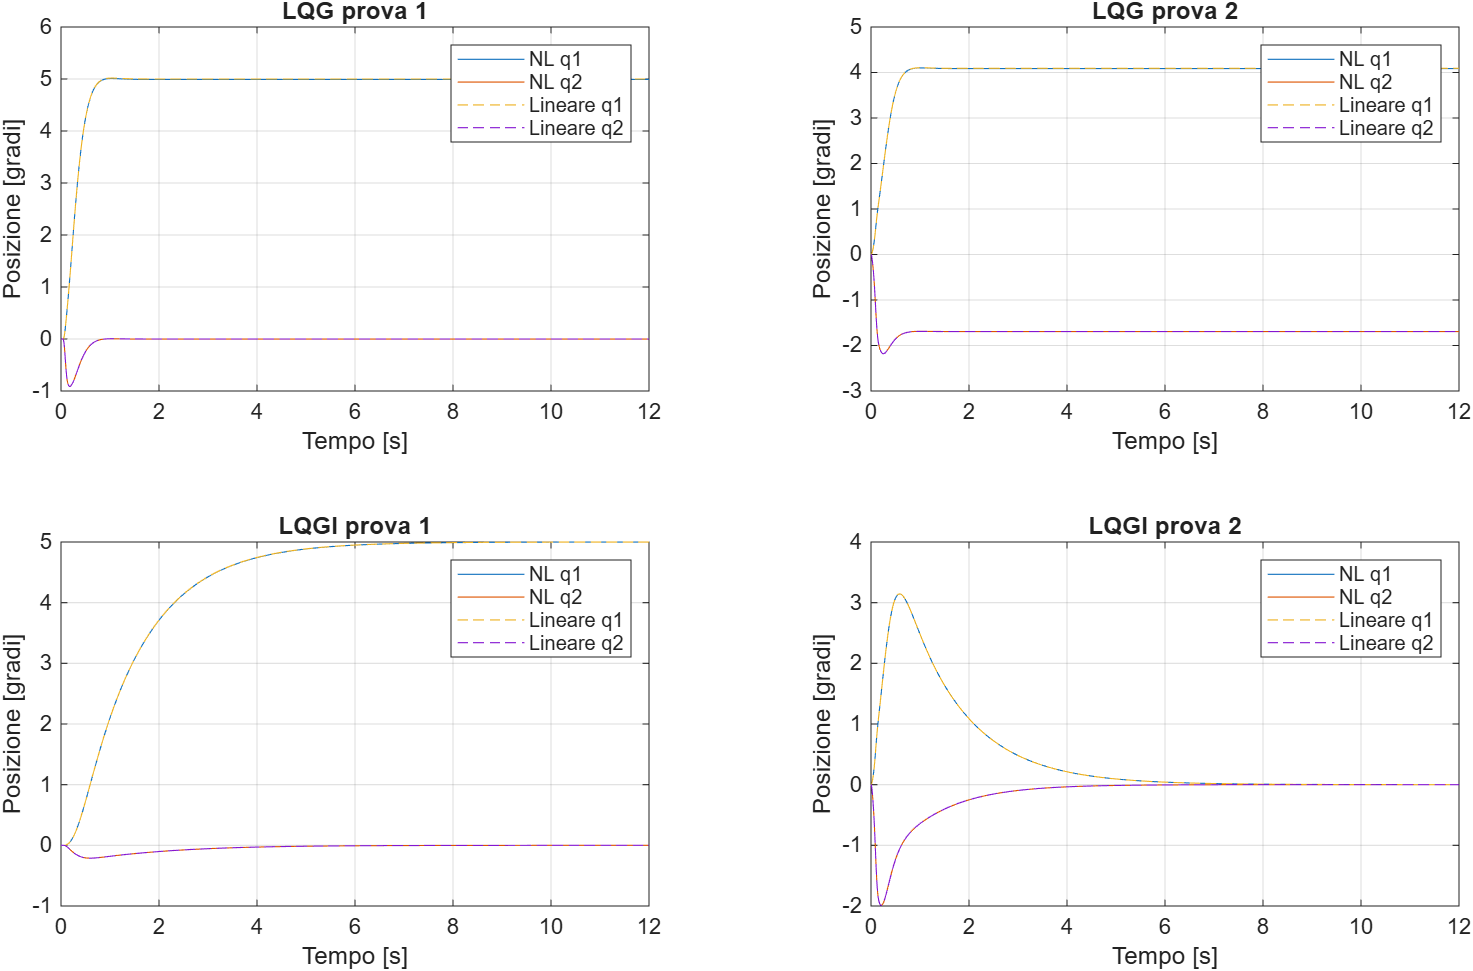 LQG prova 1
6
5
4
3
2
1
0
-1
Posizione [gradi]
NL q1
NL q2
Lineare q1
Lineare q2
0 2 4 6 8 10 12
Tempo [s]
LQG prova 2
5
4
3
2
1
0
-1
-2
-3
Posizione [gradi]
NL q1
NL q2
Lineare q1
Lineare q2
0 2 4 6 8 10 12
Tempo [s]
LQGI prova 1
5
4
3
2
1
0
-1
Posizione [gradi]
NL q1
NL q2
Lineare q1
Lineare q2
0 2 4 6 8 10 12
Tempo [s]
LQGI prova 2
4
3
2
1
0
-1
-2
Posizione [gradi]
NL q1
NL q2
Lineare q1
Lineare q2
0 2 4 6 8 10 12
Tempo [s]